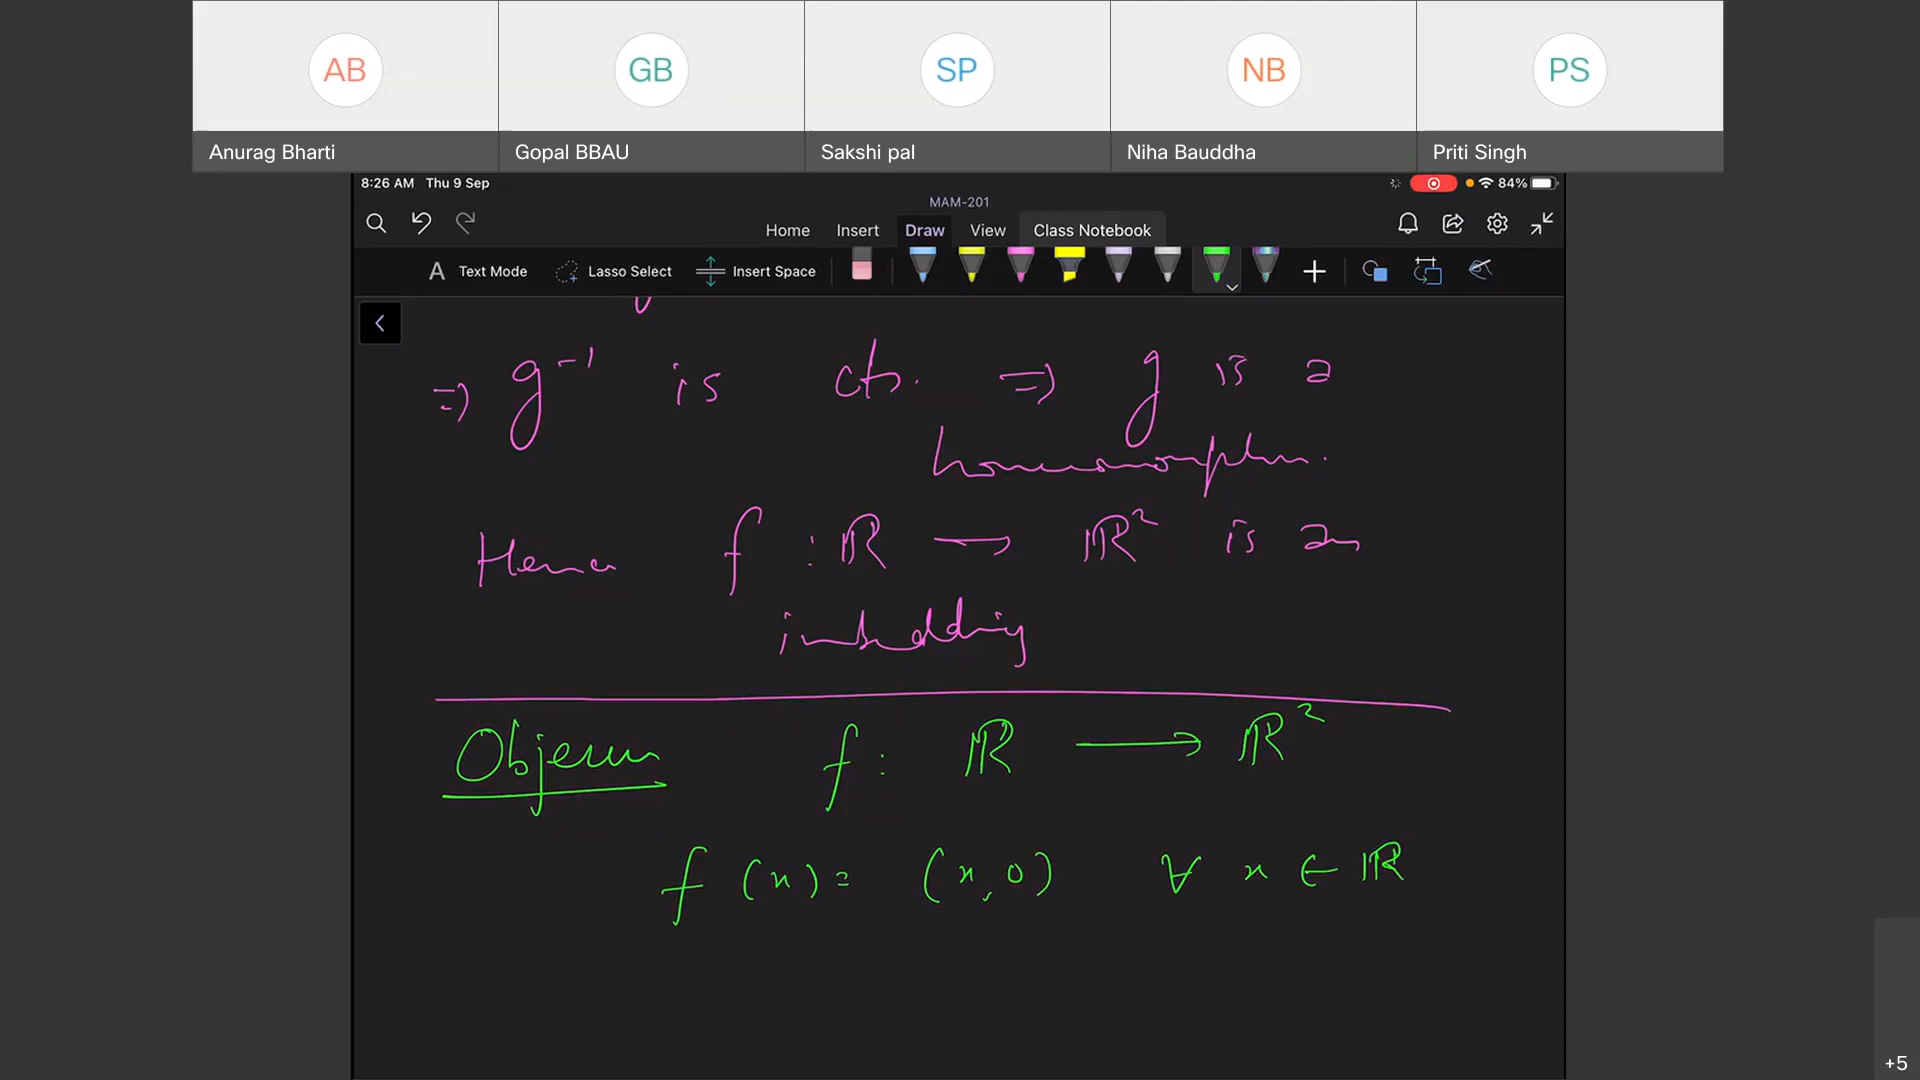 AB GB SP NB PS
Anurag Bharti Gopal BBAU Sakshi pal Niha Bauddha Priti Singh
8:26 AM Thu 9 Sep 84%
MAM-201
Home Insert Draw View Class Notebook
A Text Mode Lasso Select Insert Space
⇒ g⁻¹ is cts. ⇒ g is a
Hence f : ℝ → ℝ² is an
imbedding
f : ℝ → ℝ²
f (x) = (x, 0) ∀ x ∈ ℝ
+5